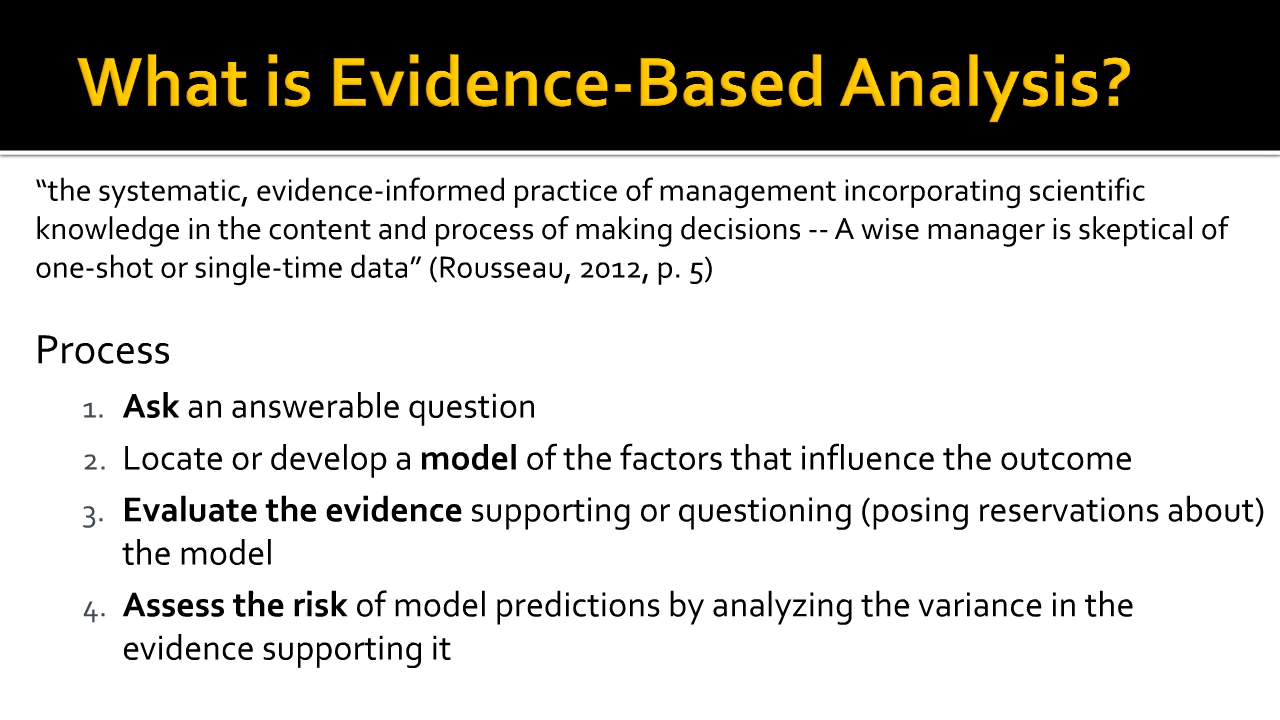 What is Evidence-Based Analysis?
“the systematic, evidence-informed practice of management incorporating scientific
knowledge in the content and process of making decisions -- A wise manager is skeptical of
one-shot or single-time data” (Rousseau, 2012, p. 5)
Process
1. Ask an answerable question
2. Locate or develop a model of the factors that influence the outcome
3. Evaluate the evidence supporting or questioning (posing reservations about)
the model
4. Assess the risk of model predictions by analyzing the variance in the
evidence supporting it